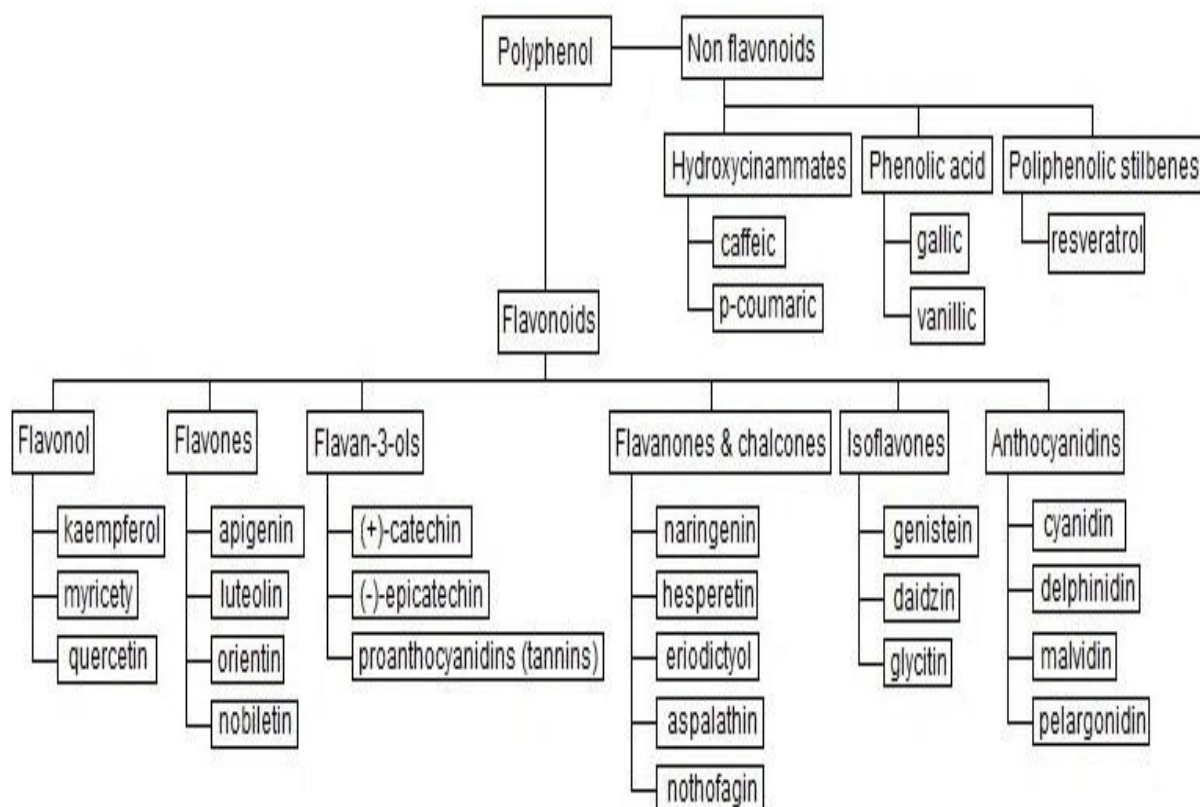 Polyphenol
Non flavonoids
Hydroxycinammates
caffeic
p-coumaric
Phenolic acid
gallic
vanillic
Poliphenolic stilbenes
resveratrol
Flavonoids
Flavonol
kaempferol
myricety
quercetin
Flavones
apigenin
luteolin
orientin
nobiletin
Flavan-3-ols
(+)-catechin
(-)-epicatechin
proanthocyanidins (tannins)
Flavanones & chalcones
naringenin
hesperetin
eriodictyol
aspalathin
nothofagin
Isoflavones
genistein
daidzin
glycitin
Anthocyanidins
cyanidin
delphinidin
malvidin
pelargonidin